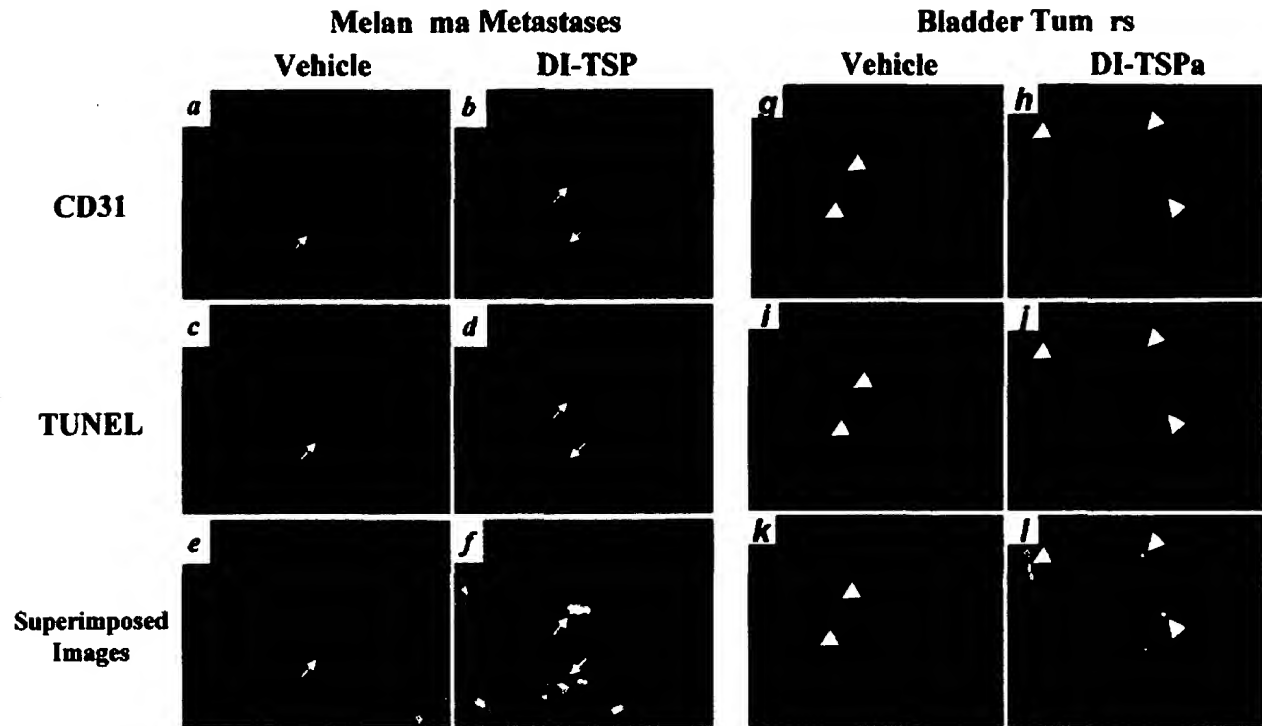 Melan ma Metastases
Bladder Tum rs
Vehicle
DI-TSP
Vehicle
DI-TSPa
a
b
g
h
CD31
c
d
i
j
TUNEL
e
f
k
l
Superimposed
Images